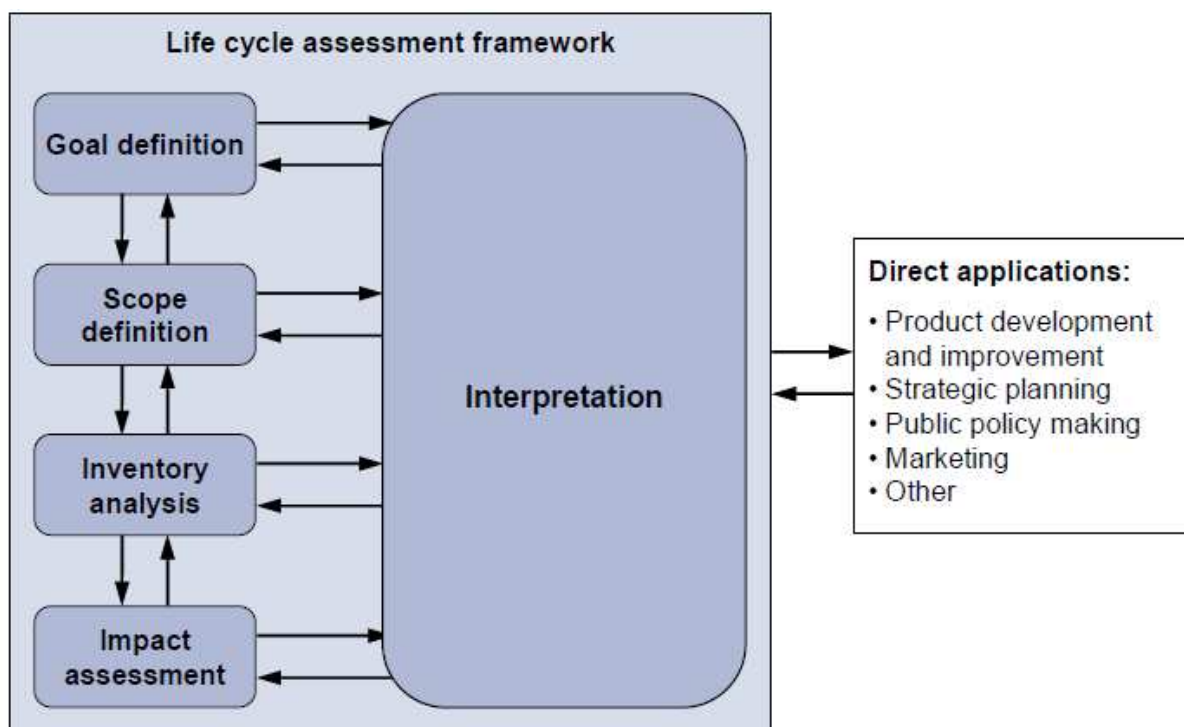 Life cycle assessment framework
Goal definition
Scope
definition
Inventory
analysis
Impact
assessment
Interpretation
Direct applications:
• Product development
and improvement
• Strategic planning
• Public policy making
• Marketing
• Other